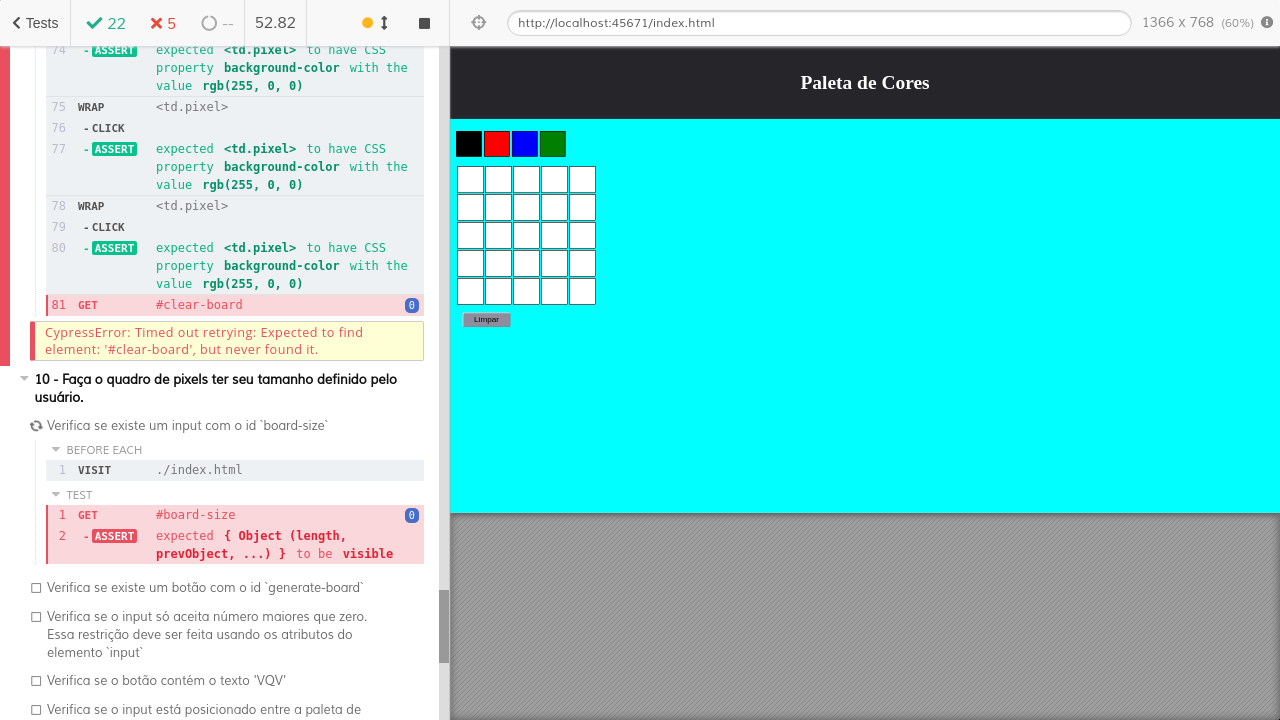 Tests
22
5
--
52.82
http://localhost:45671/index.html
1366 x 768 (60%)
74 - ASSERT expected <td.pixel> to have CSS
property background-color with the
value rgb(255, 0, 0)
75 WRAP <td.pixel>
76 - CLICK
77 - ASSERT expected <td.pixel> to have CSS
property background-color with the
value rgb(255, 0, 0)
78 WRAP <td.pixel>
79 - CLICK
80 - ASSERT expected <td.pixel> to have CSS
property background-color with the
value rgb(255, 0, 0)
81 GET #clear-board 0
CypressError: Timed out retrying: Expected to find
element: '#clear-board', but never found it.
10 - Faça o quadro de pixels ter seu tamanho definido pelo
usuário.
Verifica se existe um input com o id `board-size`
BEFORE EACH
1 VISIT ./index.html
TEST
1 GET #board-size 0
2 - ASSERT expected { Object (length,
prevObject, ...) } to be visible
Verifica se existe um botão com o id `generate-board`
Verifica se o input só aceita número maiores que zero.
Essa restrição deve ser feita usando os atributos do
elemento `input`
Verifica se o botão contém o texto 'VQV'
Verifica se o input está posicionado entre a paleta de
Paleta de Cores
Limpar